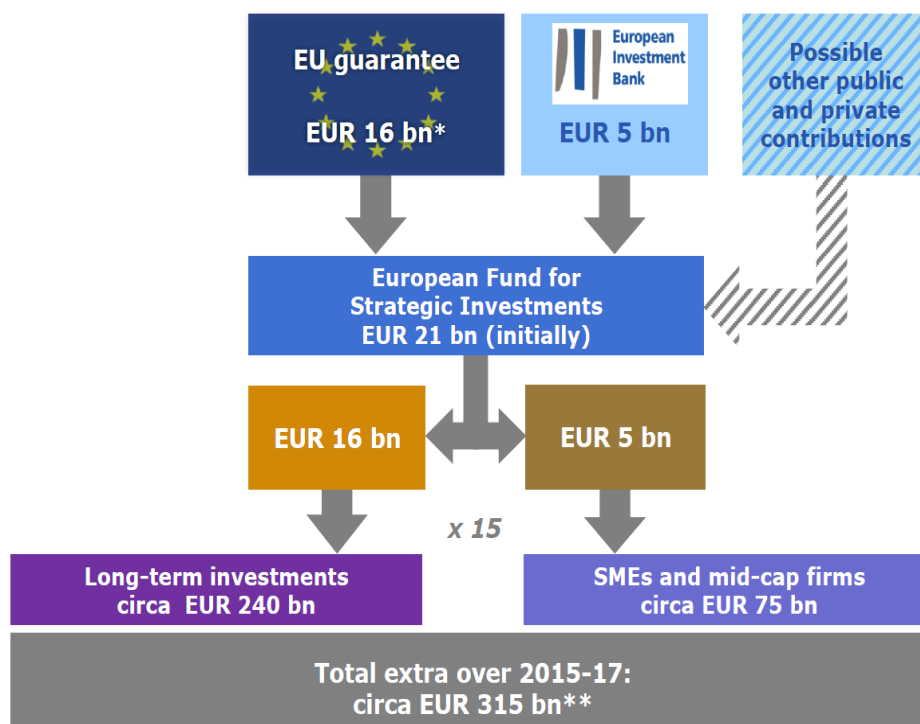 EU guarantee
EUR 16 bn*
European
Investment
Bank
EUR 5 bn
Possible
other public
and private
contributions
European Fund for
Strategic Investments
EUR 21 bn (initially)
EUR 16 bn
EUR 5 bn
x 15
Long-term investments
circa EUR 240 bn
SMEs and mid-cap firms
circa EUR 75 bn
Total extra over 2015-17:
circa EUR 315 bn**